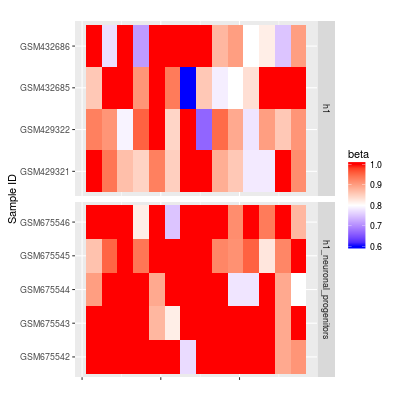 GSM432686
GSM432685
GSM429322
GSM429321
h1
GSM675546
GSM675545
GSM675544
GSM675543
GSM675542
h1_neuronal_progenitors
Sample ID
beta
1.0
0.9
0.8
0.7
0.6